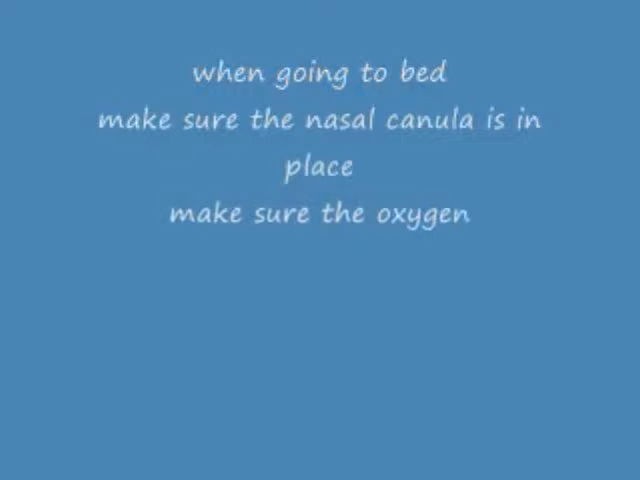 when going to bed
make sure the nasal canula is in
place
make sure the oxygen